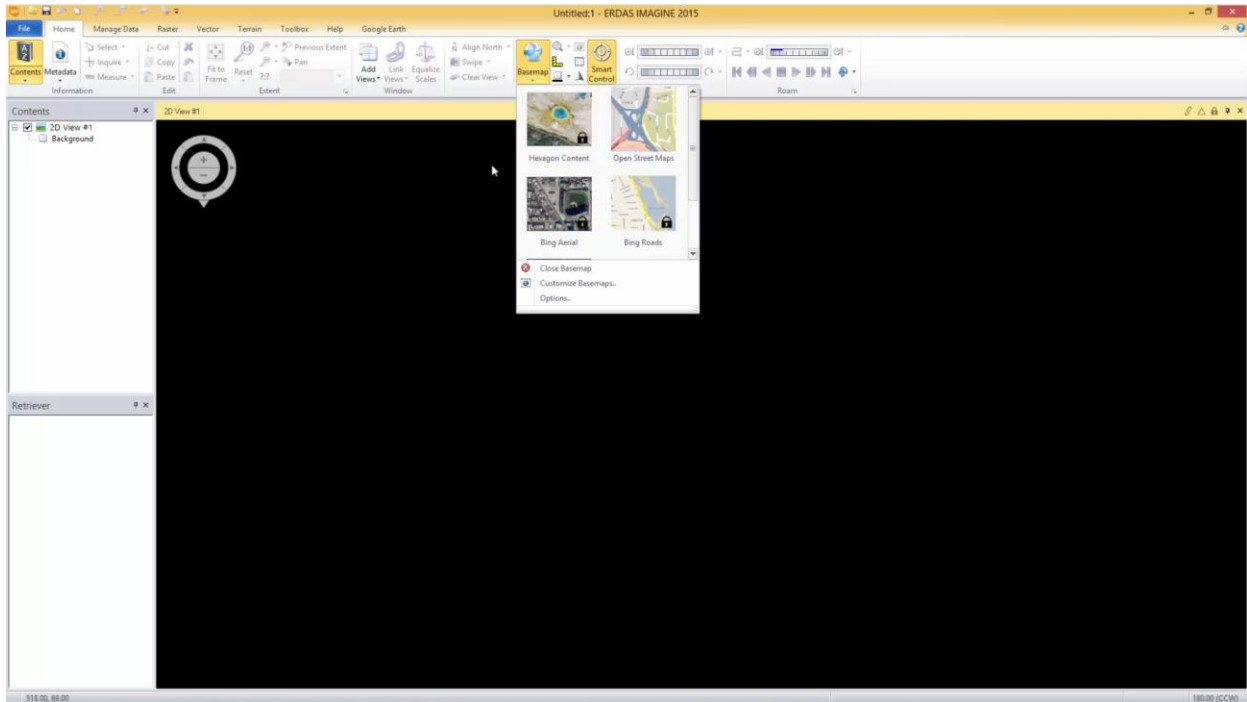 Untitled:1 - ERDAS IMAGINE 2015
File Home Manage Data Raster Vector Terrain Toolbox Help Google Earth
Contents
Metadata
Select
Inquire
Measure
Information
Cut
Copy
Paste
Edit
Fit to
Frame
1:1
Reset
Previous Extent
Pan
Extent
Add
Views
Link
Views
Equalize
Scales
Window
Align North
Swipe
Clear View
Basemap
Smart
Control
Roam
Contents
2D View #1
Background
Retriever
2D View #1
Hexagon Content
Open Street Maps
Bing Aerial
Bing Roads
Close Basemap
Customize Basemaps..
Options..
518.00, 69.00
180.00 (CCW)